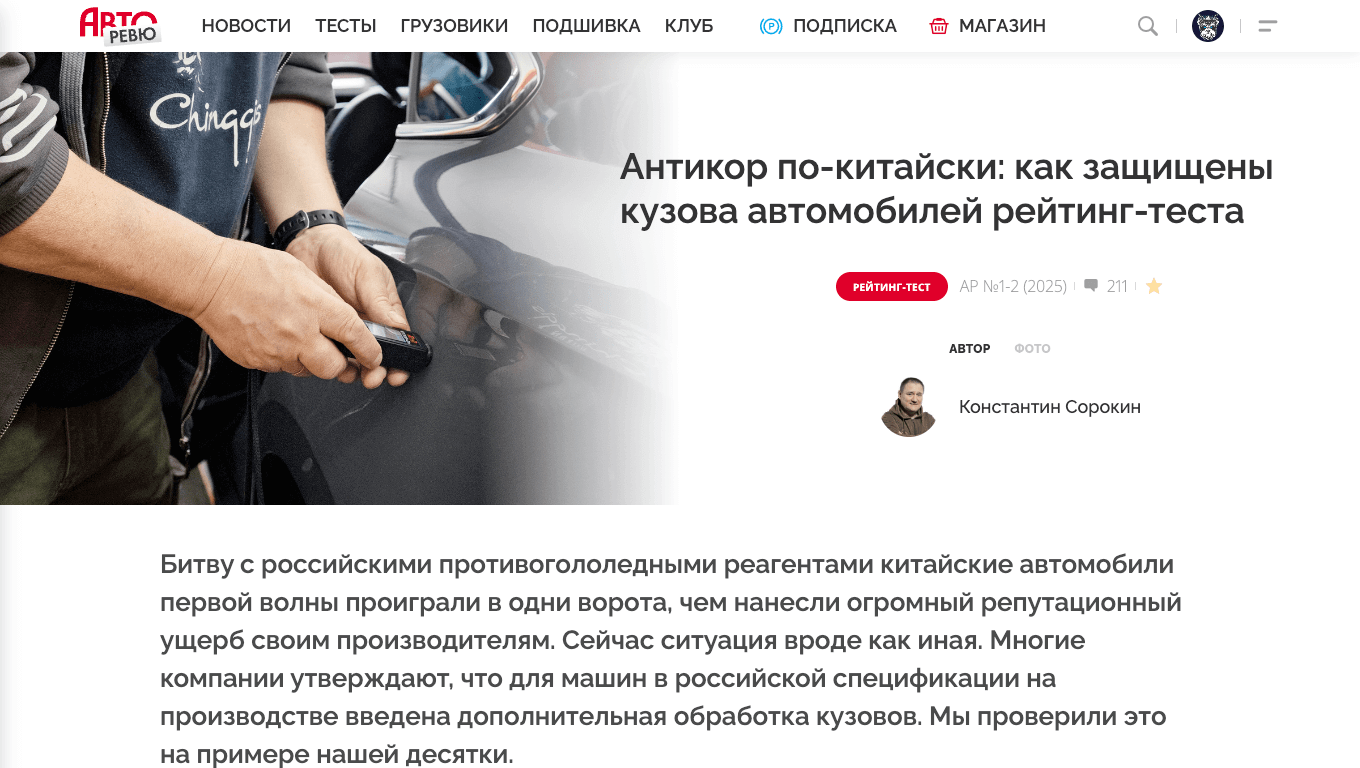 АВТО
РЕВЮ
НОВОСТИ ТЕСТЫ ГРУЗОВИКИ ПОДШИВКА КЛУБ ПОДПИСКА МАГАЗИН
Chinggis
Антикор по-китайски: как защищены
кузова автомобилей рейтинг-теста
РЕЙТИНГ-ТЕСТ АР №1-2 (2025) 211
АВТОР ФОТО
Константин Сорокин
Битву с российскими противогололедными реагентами китайские автомобили
первой волны проиграли в одни ворота, чем нанесли огромный репутационный
ущерб своим производителям. Сейчас ситуация вроде как иная. Многие
компании утверждают, что для машин в российской спецификации на
производстве введена дополнительная обработка кузовов. Мы проверили это
на примере нашей десятки.